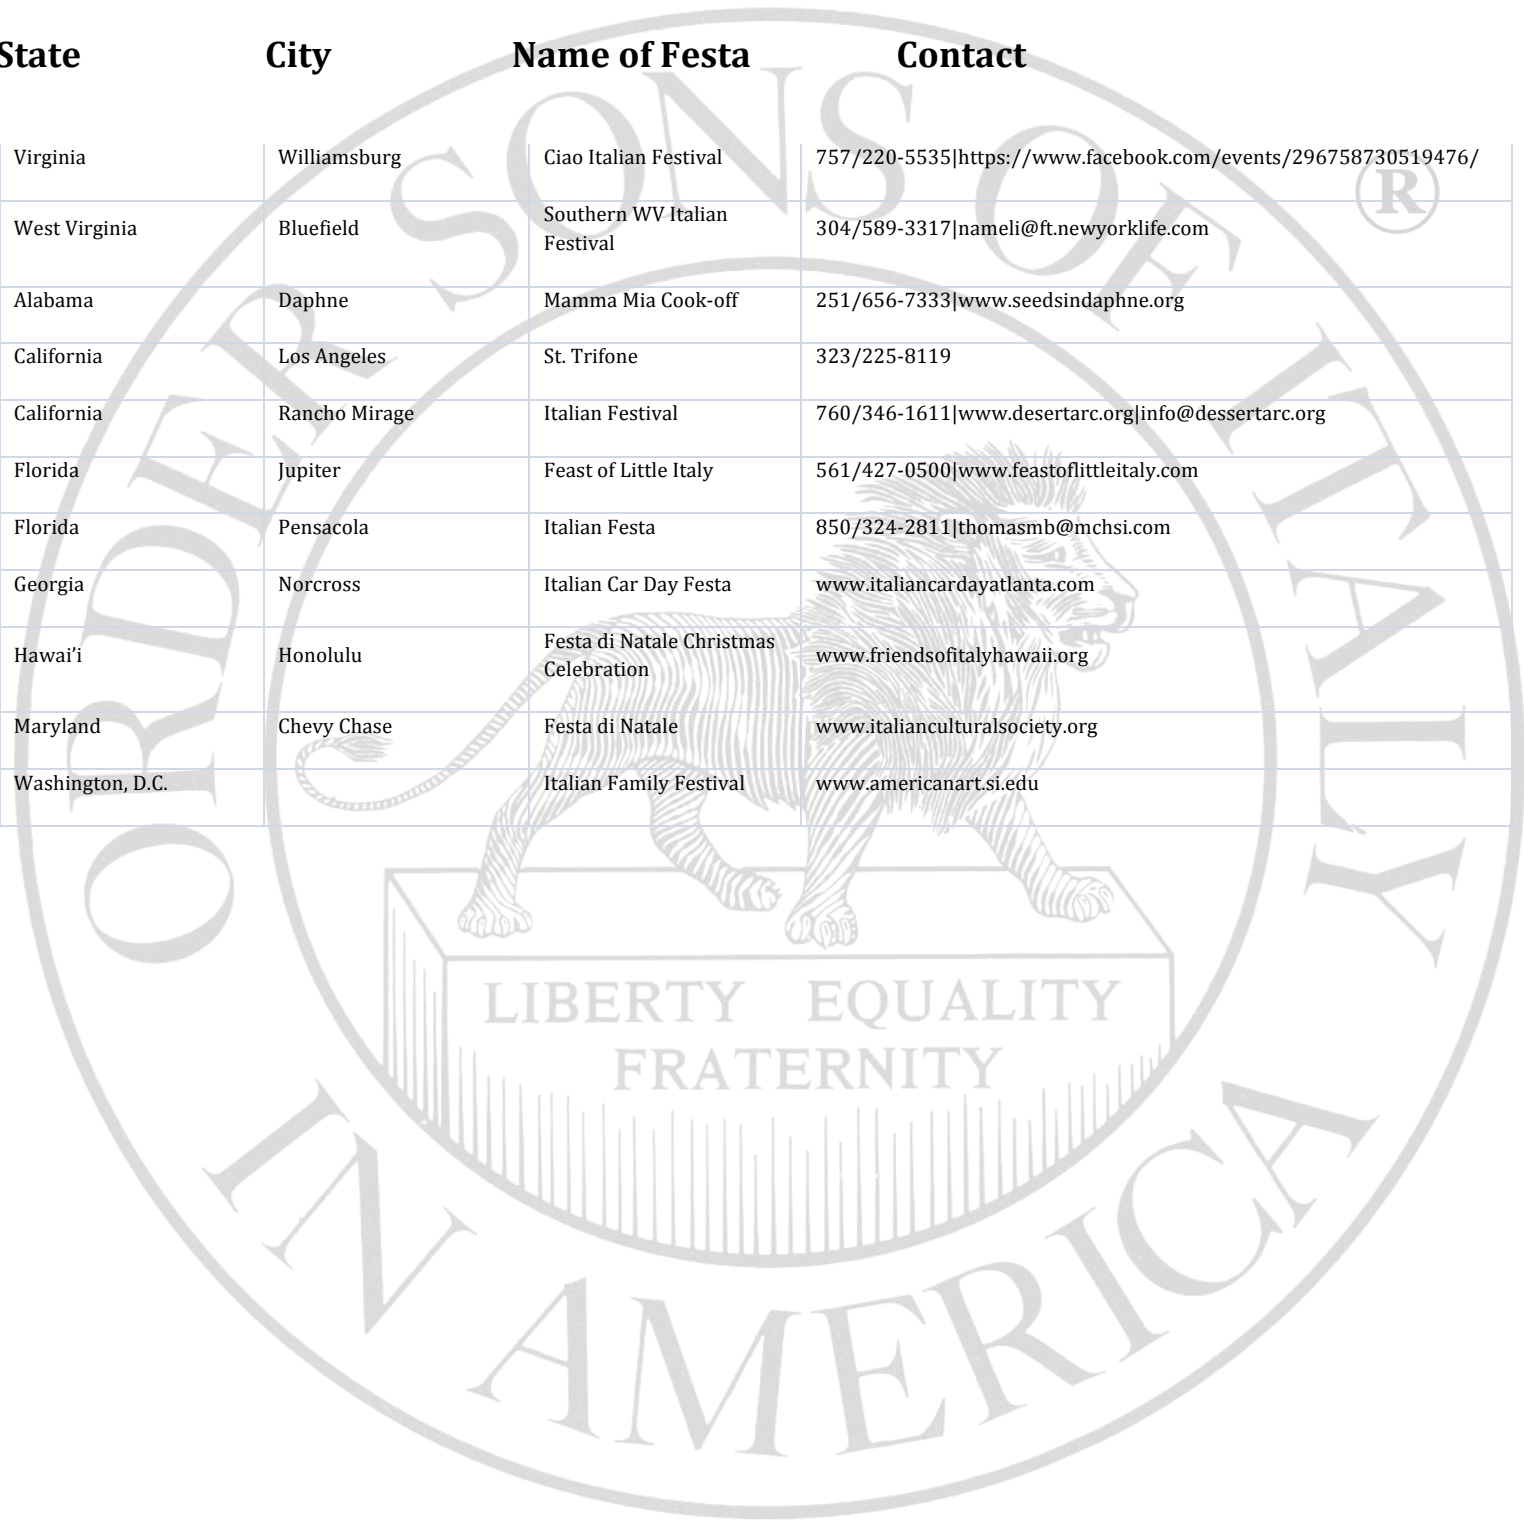 State City Name of Festa Contact
Virginia Williamsburg Ciao Italian Festival 757/220-5535|https://www.facebook.com/events/296758730519476/
West Virginia Bluefield Southern WV Italian
Festival 304/589-3317|nameli@ft.newyorklife.com
Alabama Daphne Mamma Mia Cook-off 251/656-7333|www.seedsindaphne.org
California Los Angeles St. Trifone 323/225-8119
California Rancho Mirage Italian Festival 760/346-1611|www.desertarc.org|info@dessertarc.org
Florida Jupiter Feast of Little Italy 561/427-0500|www.feastoflittleitaly.com
Florida Pensacola Italian Festa 850/324-2811|thomasmb@mchsi.com
Georgia Norcross Italian Car Day Festa www.italiancardayatlanta.com
Hawai’i Honolulu Festa di Natale Christmas
Celebration www.friendsofitalyhawaii.org
Maryland Chevy Chase Festa di Natale www.italianculturalsociety.org
Washington, D.C. Italian Family Festival www.americanart.si.edu
ORDER SONS OF ITALY
®
LIBERTY EQUALITY
FRATERNITY
IN AMERICA